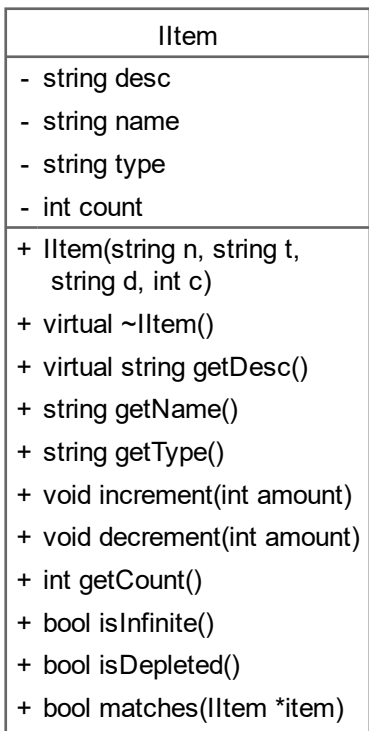 IItem
- string desc
- string name
- string type
- int count
+ IItem(string n, string t,
string d, int c)
+ virtual ~IItem()
+ virtual string getDesc()
+ string getName()
+ string getType()
+ void increment(int amount)
+ void decrement(int amount)
+ int getCount()
+ bool isInfinite()
+ bool isDepleted()
+ bool matches(IItem *item)